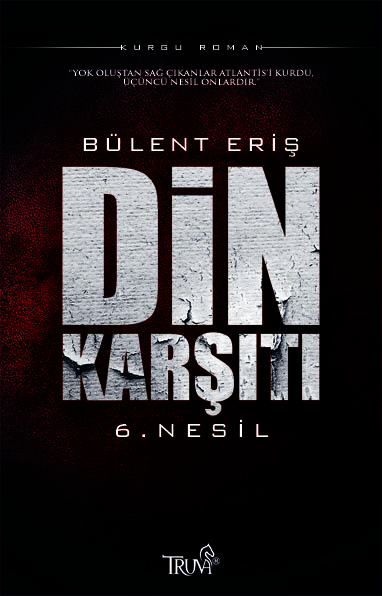 KURGU ROMAN
"YOK OLUŞTAN SAĞ ÇIKANLAR ATLANTİS'İ KURDU,
ÜÇÜNCÜ NESİL ONLARDIR."
BÜLENT ERİŞ
DİN
KARŞITI
6.NESİL
TRUVA®